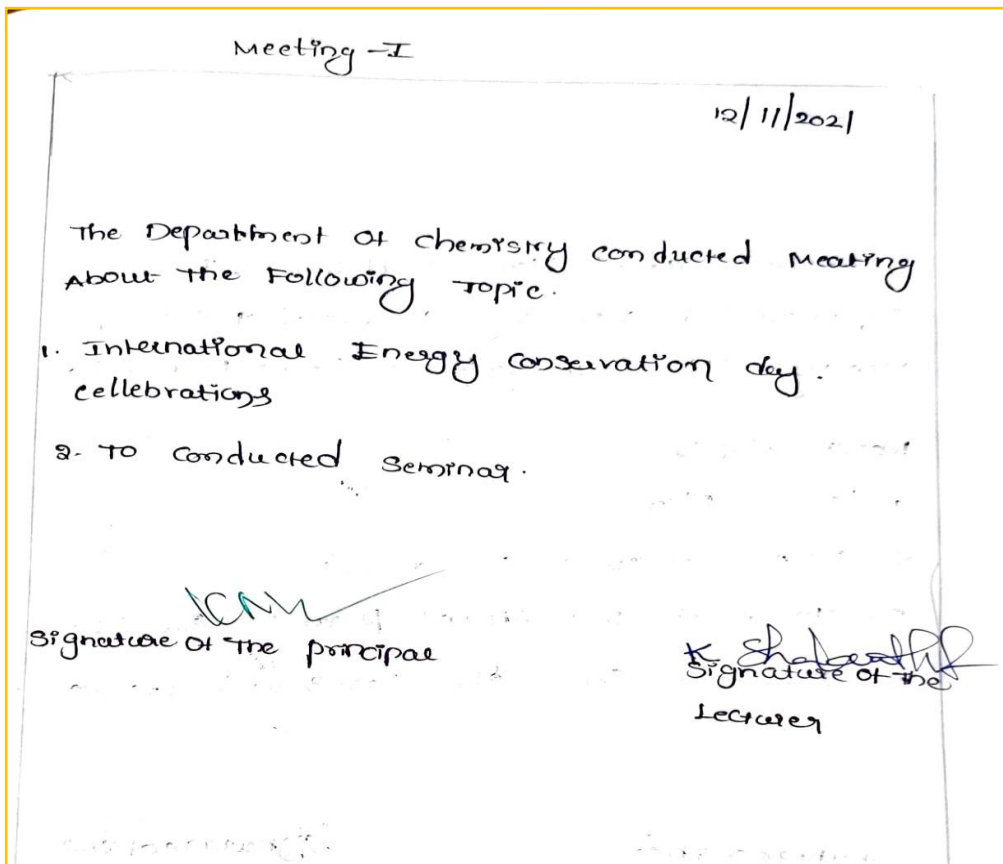 Meeting - I
12/11/2021
The Department of chemistry conducted Meating
About The Following Topic.
1. International Energy conservation day.
cellebrations
2. To conducted seminar.
Signature of The principal
K.
Signature of the
Lecturer